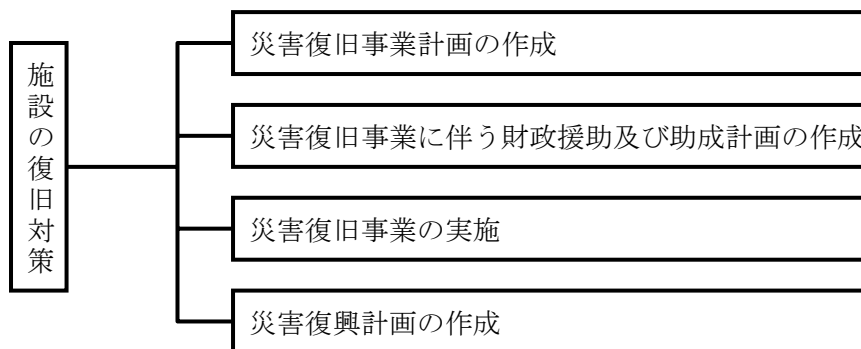 施設の復旧対策
災害復旧事業計画の作成
災害復旧事業に伴う財政援助及び助成計画の作成
災害復旧事業の実施
災害復興計画の作成